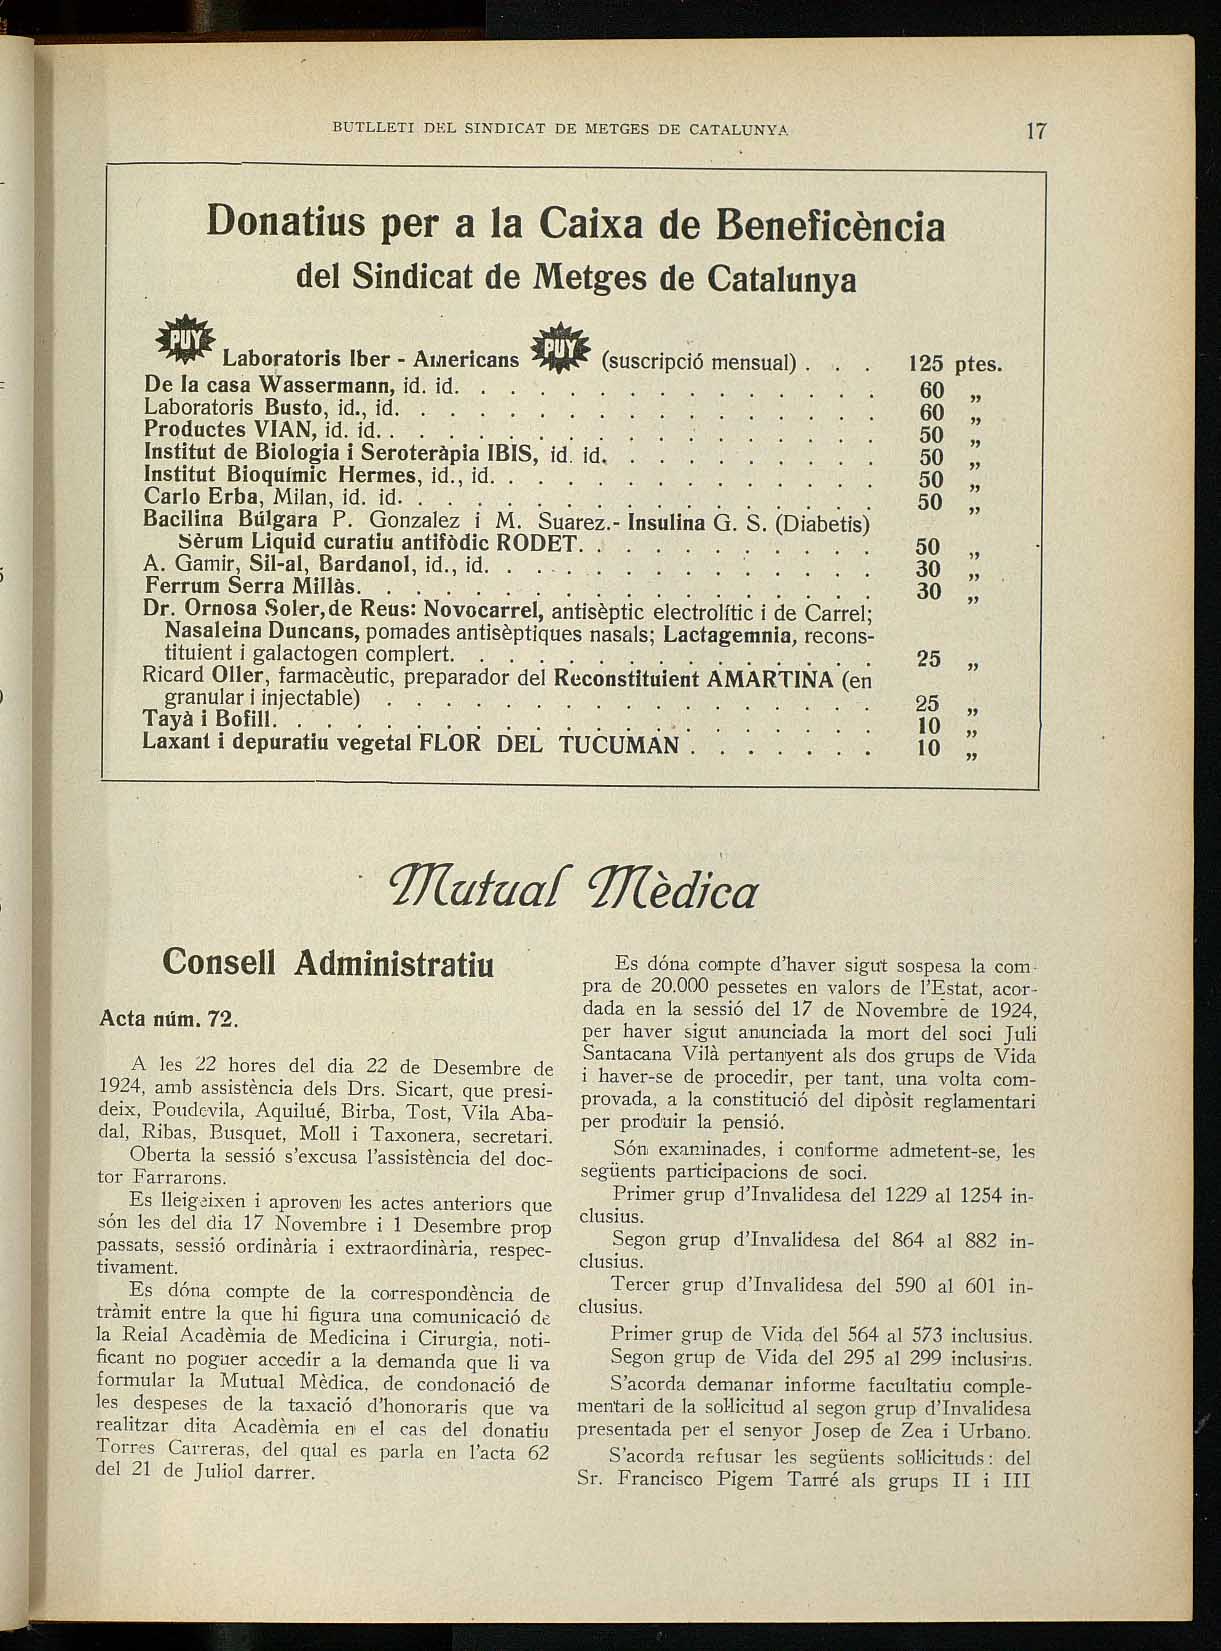 BUTLLETI DEL SINDICAT DE METGES DE CATALUNYA
17
Donatius per a la Caixa de Beneficència
del Sindicat de Metges de Catalunya
PUY Laboratoris Iber - Americans PUY (suscripció mensual) . . . 125 ptes.
De la casa Wassermann, id. id. . . . . . . . . . . . . . . . 60 „
Laboratoris Busto, id., id. . . . . . . . . . . . . . . . . . 60 „
Productes VIAN, id. id. . . . . . . . . . . . . . . . . . . 50 „
Institut de Biologia i Seroteràpia IBIS, id. id. . . . . . . . . . . 50 „
Institut Bioquímic Hermes, id., id. . . . . . . . . . . . . . . 50 „
Carlo Erba, Milan, id. id. . . . . . . . . . . . . . . . . . 50 „
Bacilina Búlgara P. Gonzalez i M. Suarez.- Insulina G. S. (Diabetis)
Sèrum Liquid curatiu antifòdic RODET. . . . . . . . . . . 50 „
A. Gamir, Sil-al, Bardanol, id., id. . . . . . . . . . . . . . . 30 „
Ferrum Serra Millàs. . . . . . . . . . . . . . . . . . . 30 „
Dr. Ornosa Soler, de Reus: Novocarrel, antisèptic electrolític i de Carrel;
Nasaleina Duncans, pomades antisèptiques nasals; Lactagemnia, recons-
tituient i galactogen complert. . . . . . . . . . . . . . . 25 „
Ricard Oller, farmacèutic, preparador del Reconstituient AMARTINA (en
granular i injectable) . . . . . . . . . . . . . . . . . 25 „
Tayà i Bofill. . . . . . . . . . . . . . . . . . . . . . 10 „
Laxant i depuratiu vegetal FLOR DEL TUCUMAN . . . . . . . 10 „
Mutual Mèdica
Consell Administratiu
Acta núm. 72.
A les 22 hores del dia 22 de Desembre de
1924, amb assistència dels Drs. Sicart, que presi-
deix, Poudevila, Aquilué, Birba, Tost, Vila Aba-
dal, Ribas, Busquet, Moll i Taxonera, secretari.
Oberta la sessió s'excusa l'assistència del doc-
tor Farrarons.
Es lleigeixen i aproven les actes anteriors que
són les del dia 17 Novembre i 1 Desembre prop
passats, sessió ordinària i extraordinària, respec-
tivament.
Es dóna compte de la correspondència de
tràmit entre la que hi figura una comunicació de
la Reial Acadèmia de Medicina i Cirurgia, noti-
ficant no poguer accedir a la demanda que li va
formular la Mutual Mèdica, de condonació de
les despeses de la taxació d'honoraris que va
realitzar dita Acadèmia en el cas del donatiu
Torres Carreras, del qual es parla en l'acta 62
del 21 de Juliol darrer.
Es dóna compte d'haver sigut sospesa la com-
pra de 20.000 pessetes en valors de l'Estat, acor-
dada en la sessió del 17 de Novembre de 1924,
per haver sigut anunciada la mort del soci Juli
Santacana Vilà pertanyent als dos grups de Vida
i haver-se de procedir, per tant, una volta com-
provada, a la constitució del dipòsit reglamentari
per produir la pensió.
Són examinades, i conforme admetent-se, les
següents participacions de soci.
Primer grup d'Invalidesa del 1229 al 1254 in-
clusius.
Segon grup d'Invalidesa del 864 al 882 in-
clusius.
Tercer grup d'Invalidesa del 590 al 601 in-
clusius.
Primer grup de Vida del 564 al 573 inclusius.
Segon grup de Vida del 295 al 299 inclusius.
S'acorda demanar informe facultatiu comple-
mentari de la sol·licitud al segon grup d'Invalidesa
presentada per el senyor Josep de Zea i Urbano.
S'acorda refusar les següents sol·licituds: del
Sr. Francisco Pigem Tarré als grups II i III